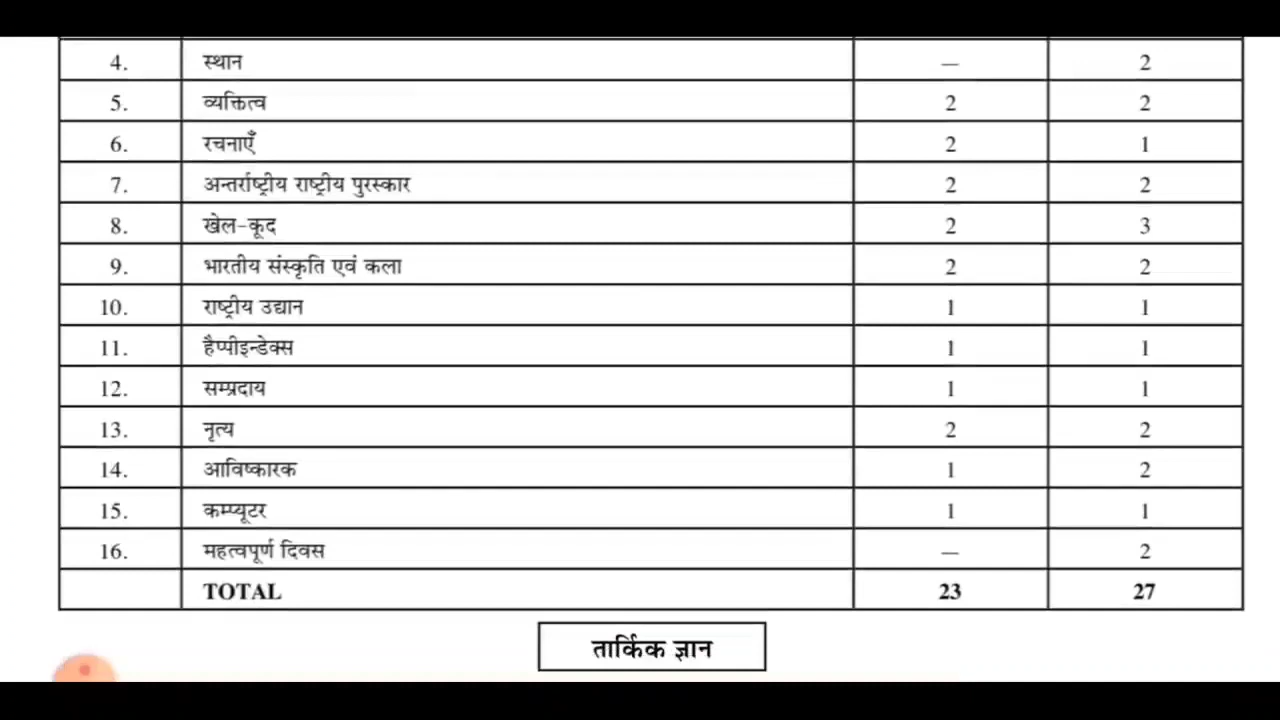 4. स्थान — 2
5. व्यक्तित्व 2 2
6. रचनाएँ 2 1
7. अन्तर्राष्ट्रीय राष्ट्रीय पुरस्कार 2 2
8. खेल-कूद 2 3
9. भारतीय संस्कृति एवं कला 2 2
10. राष्ट्रीय उद्यान 1 1
11. हैप्पीइन्डेक्स 1 1
12. सम्प्रदाय 1 1
13. नृत्य 2 2
14. आविष्कारक 1 2
15. कम्प्यूटर 1 1
16. महत्वपूर्ण दिवस — 2
TOTAL 23 27
तार्किक ज्ञान